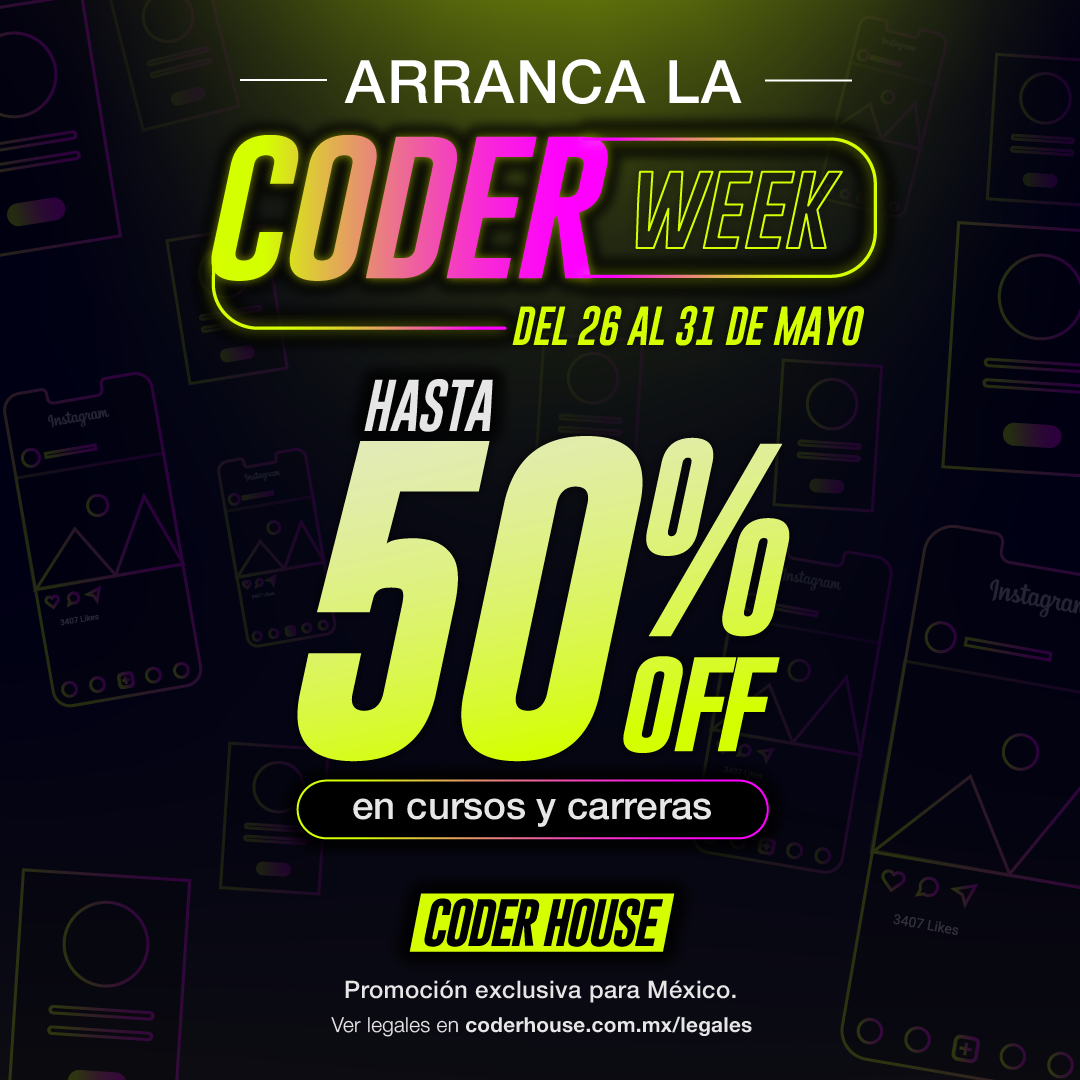 ARRANCA LA
CODER WEEK
DEL 26 AL 31 DE MAYO
HASTA
50%
OFF
en cursos y carreras
CODER HOUSE
Promoción exclusiva para México.
Ver legales en coderhouse.com.mx/legales
Instagram
3407 Likes
Instagram
Instagram
Instagram
3407 Likes